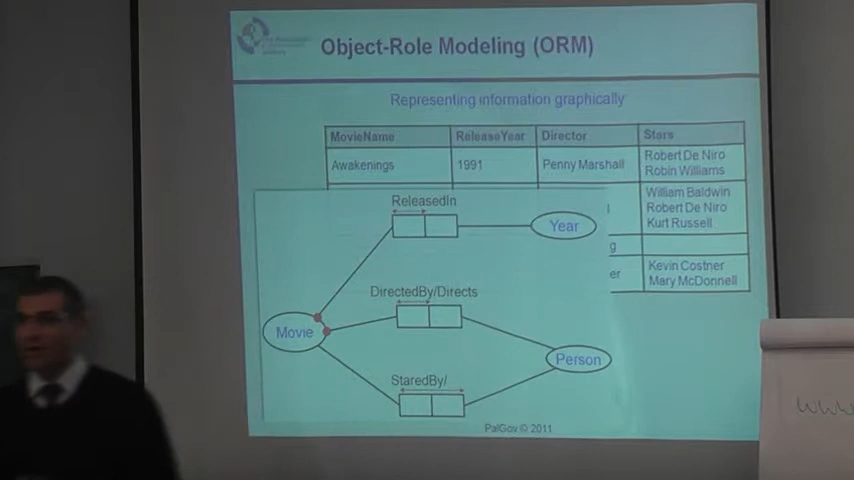 Object-Role Modeling (ORM)
Representing information graphically
MovieName ReleaseYear Director Stars
Awakenings 1991 Penny Marshall Robert De Niro
Robin Williams
William Baldwin
Robert De Niro
Kurt Russell
g
er Kevin Costner
Mary McDonnell
ReleasedIn
Year
DirectedBy/Directs
Movie
Person
StaredBy/
PalGov © 2011
www